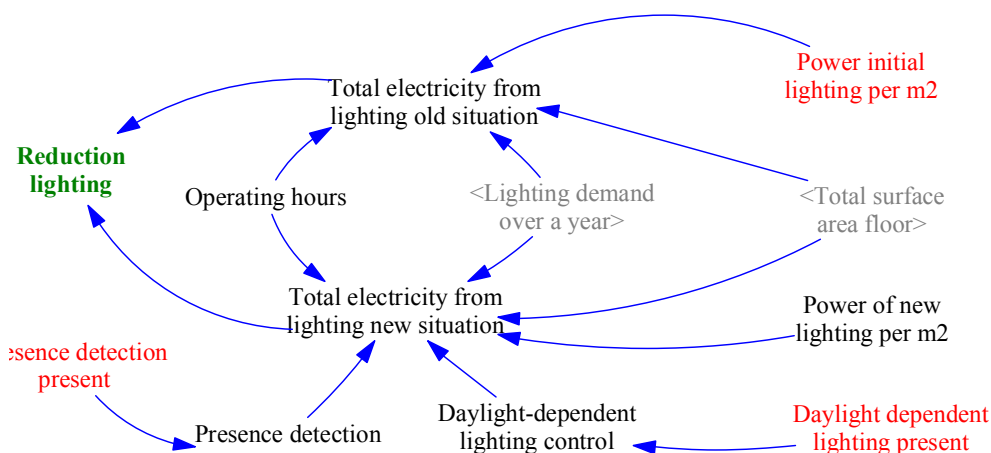 Power initial
lighting per m2
Total electricity from
lighting old situation
Reduction
lighting
Operating hours
<Lighting demand
over a year>
<Total surface
area floor>
Total electricity from
lighting new situation
Power of new
lighting per m2
esence detection
present
Presence detection
Daylight-dependent
lighting control
Daylight dependent
lighting present